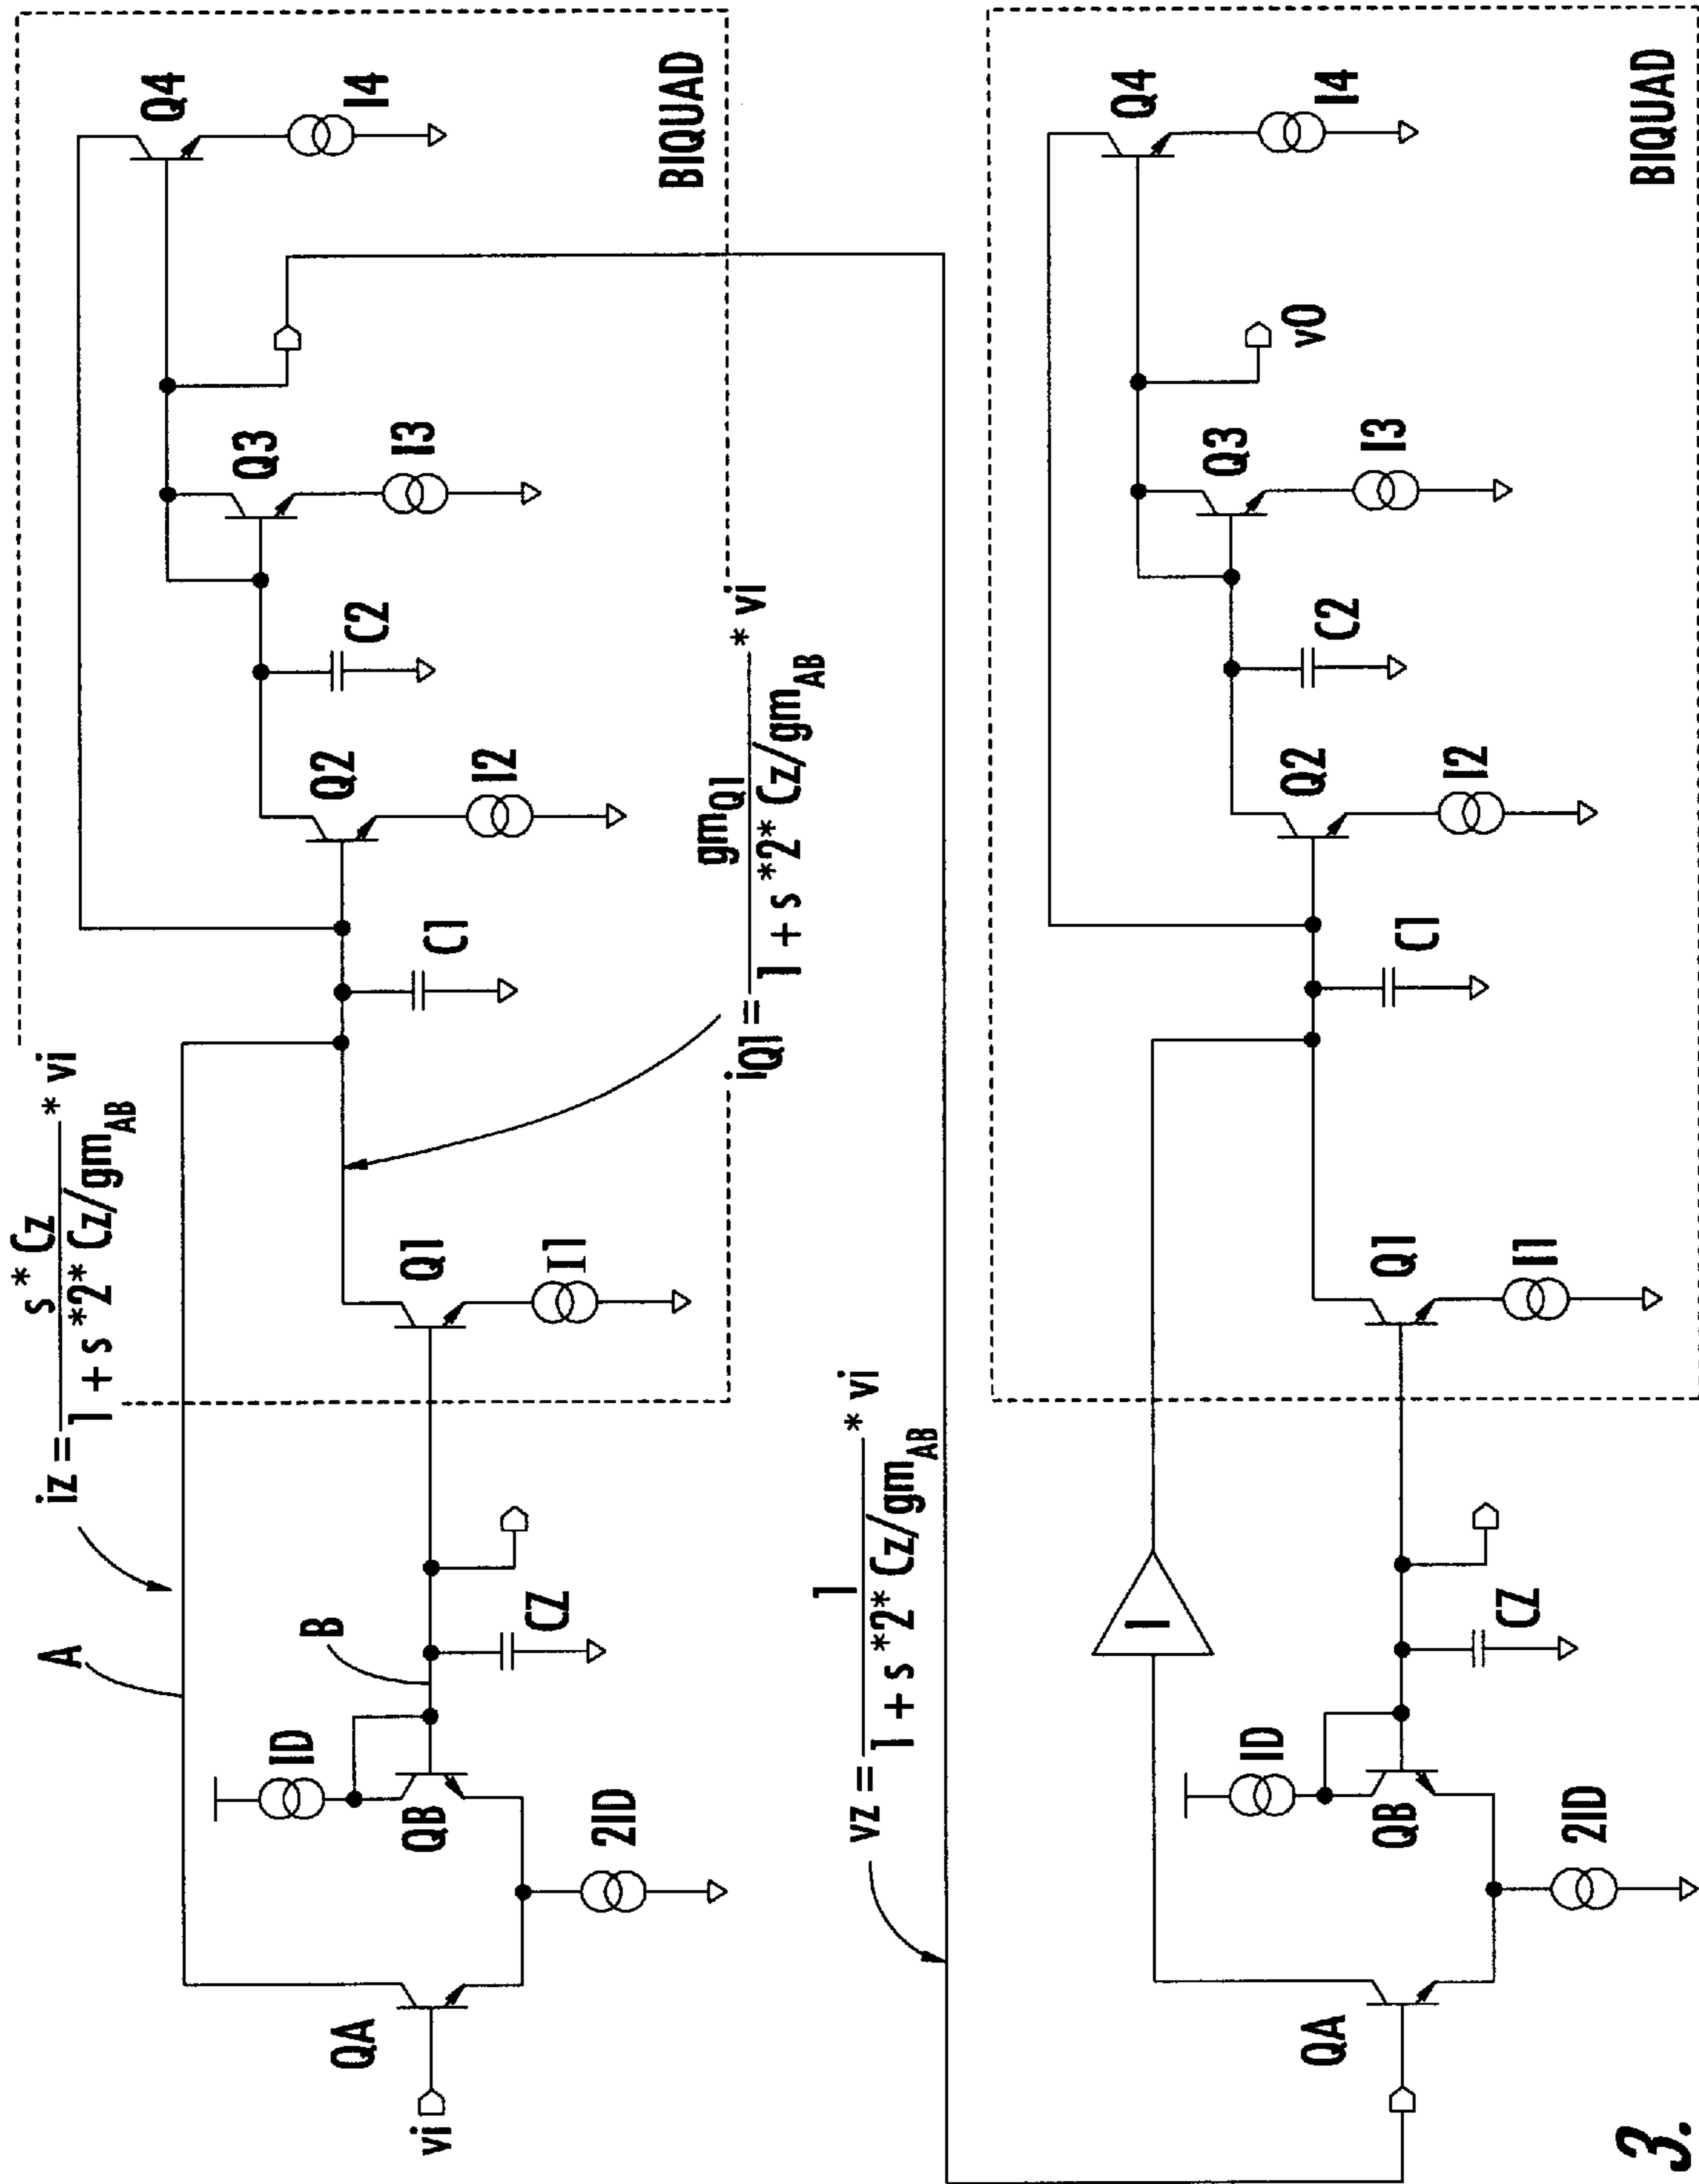 iz = s * Cz / 1 + s * 2 * Cz/gm_AB * vi
A
B
vi
QA
QB
ID
2ID
CZ
Q1
I1
C1
Q2
I2
C2
Q3
I3
Q4
I4
BIQUAD
iQ1 = gm_Q1 / 1 + s * 2 * Cz/gm_AB * vi
vz = 1 / 1 + s * 2 * Cz/gm_AB * vi
QA
QB
ID
2ID
CZ
1
Q1
I1
C1
Q2
I2
C2
Q3
I3
v0
Q4
I4
BIQUAD
3.